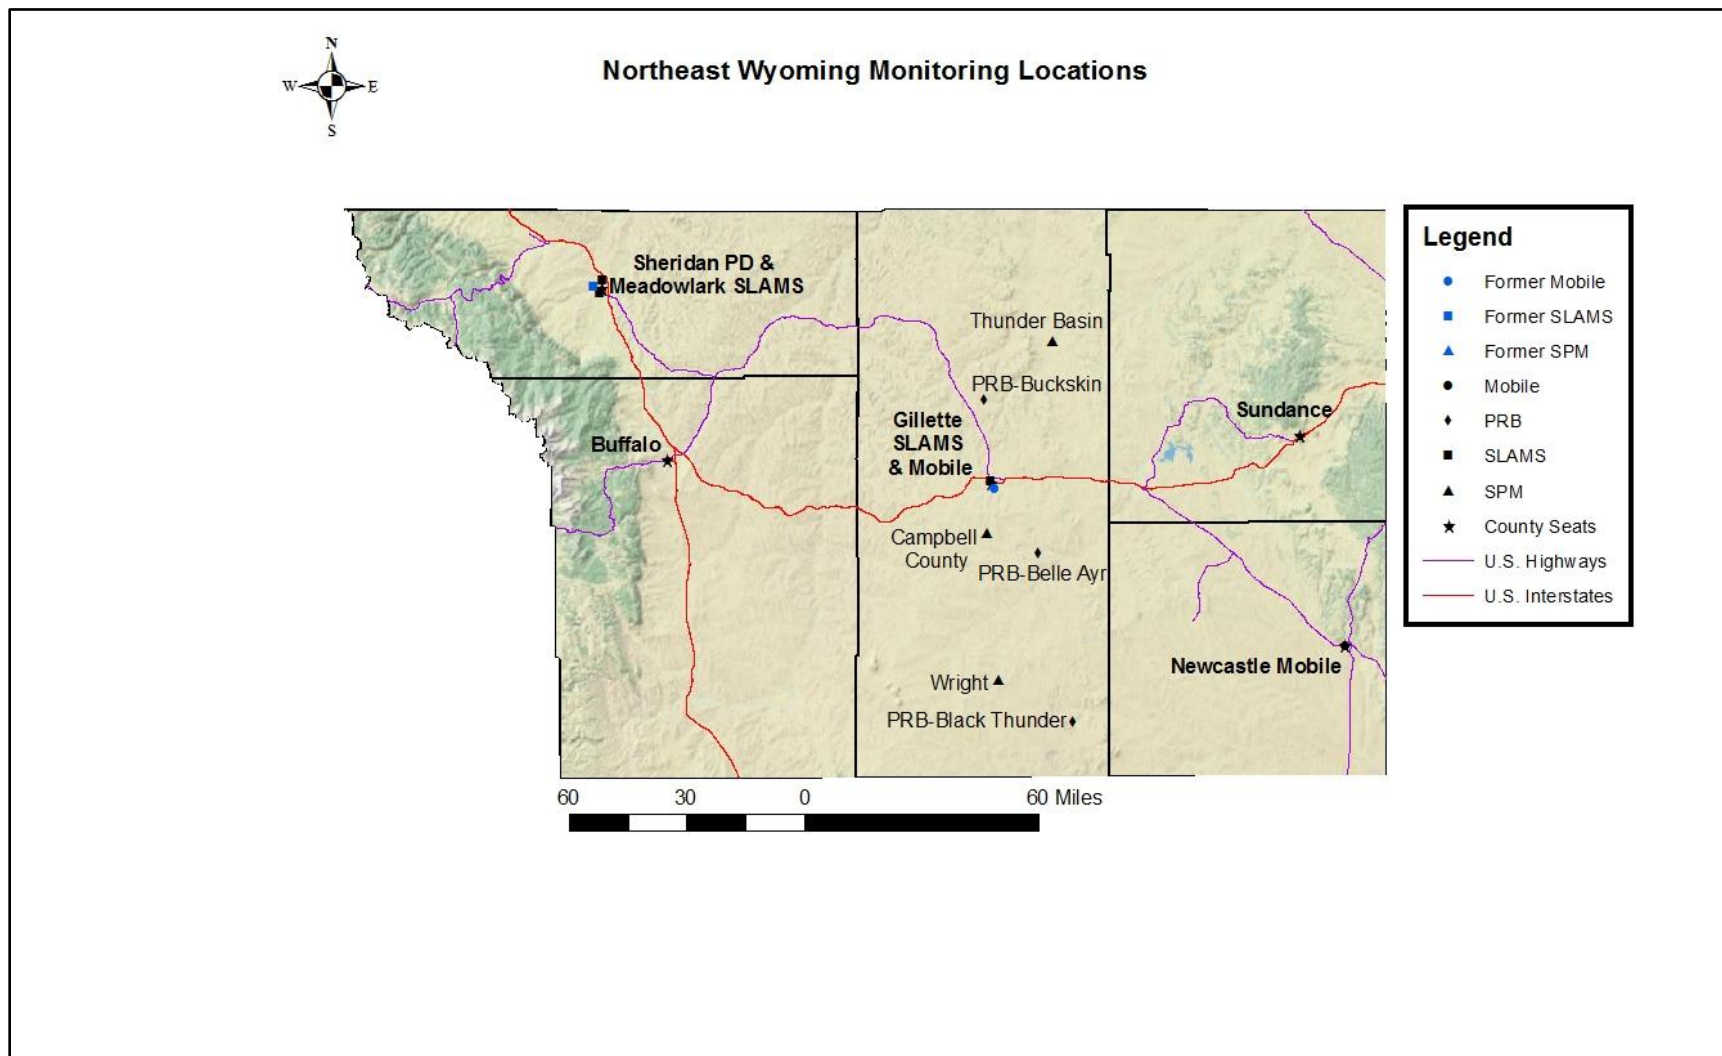 N
W E
S
Northeast Wyoming Monitoring Locations
Sheridan PD &
Meadowlark SLAMS
Thunder Basin
PRB-Buckskin
Gillette
SLAMS
& Mobile
Sundance
Buffalo
Campbell
County
PRB-Belle Ayr
Wright
PRB-Black Thunder
Newcastle Mobile
60 30 0 60 Miles
Legend
Former Mobile
Former SLAMS
Former SPM
Mobile
PRB
SLAMS
SPM
County Seats
U.S. Highways
U.S. Interstates